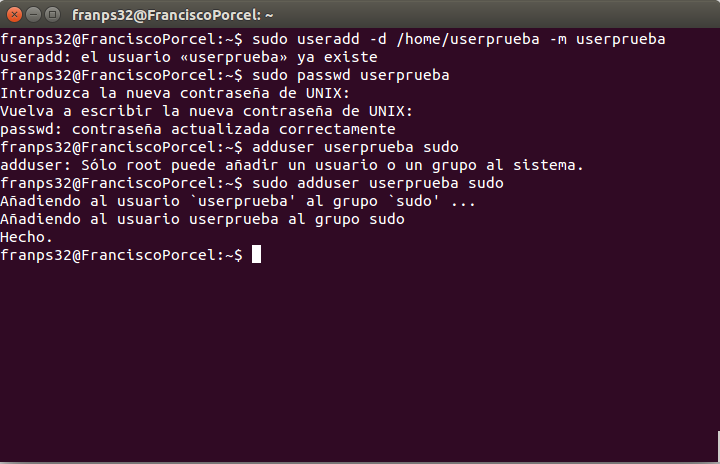 franps32@FranciscoPorcel: ~
franps32@FranciscoPorcel:~$ sudo useradd -d /home/userprueba -m userprueba
useradd: el usuario «userprueba» ya existe
franps32@FranciscoPorcel:~$ sudo passwd userprueba
Introduzca la nueva contraseña de UNIX:
Vuelva a escribir la nueva contraseña de UNIX:
passwd: contraseña actualizada correctamente
franps32@FranciscoPorcel:~$ adduser userprueba sudo
adduser: Sólo root puede añadir un usuario o un grupo al sistema.
franps32@FranciscoPorcel:~$ sudo adduser userprueba sudo
Añadiendo al usuario `userprueba' al grupo `sudo' ...
Añadiendo al usuario userprueba al grupo sudo
Hecho.
franps32@FranciscoPorcel:~$